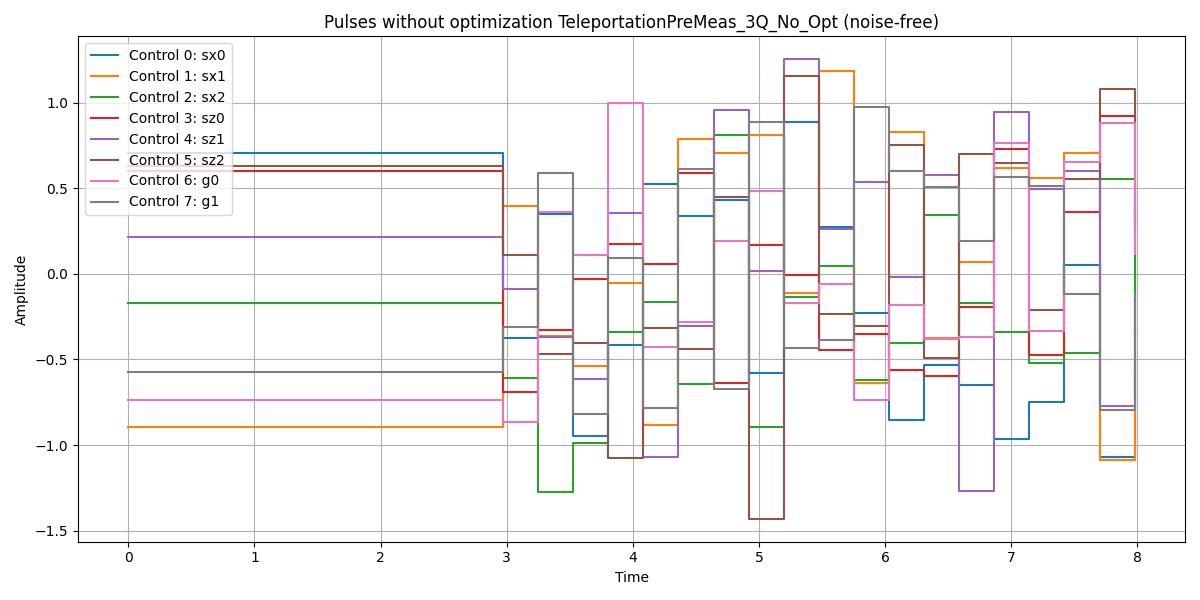 Pulses without optimization TeleportationPreMeas_3Q_No_Opt (noise-free)
Control 0: sx0
Control 1: sx1
Control 2: sx2
Control 3: sz0
Control 4: sz1
Control 5: sz2
Control 6: g0
Control 7: g1
Amplitude
1.0
0.5
0.0
−0.5
−1.0
−1.5
0 1 2 3 4 5 6 7 8
Time